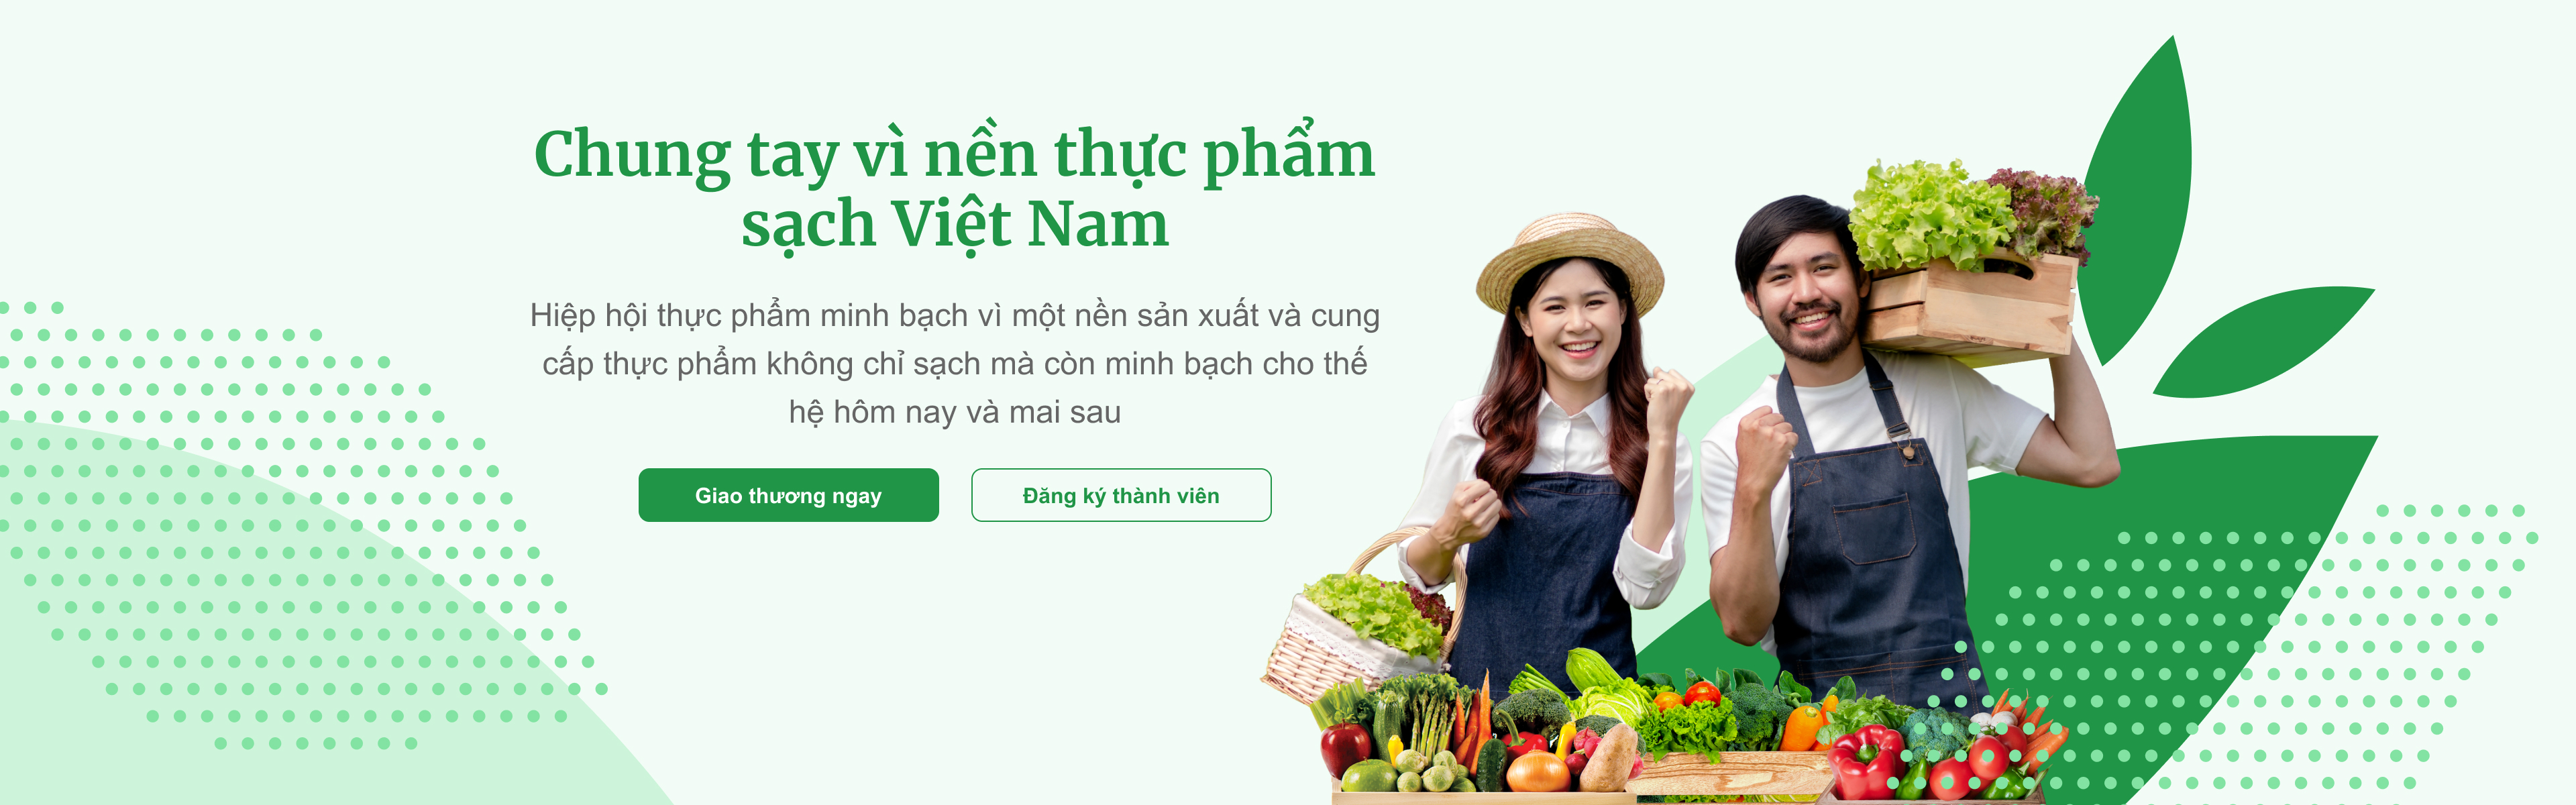 Chung tay vì nền thực phẩm
sạch Việt Nam
Hiệp hội thực phẩm minh bạch vì một nền sản xuất và cung
cấp thực phẩm không chỉ sạch mà còn minh bạch cho thế
hệ hôm nay và mai sau
Giao thương ngay
Đăng ký thành viên